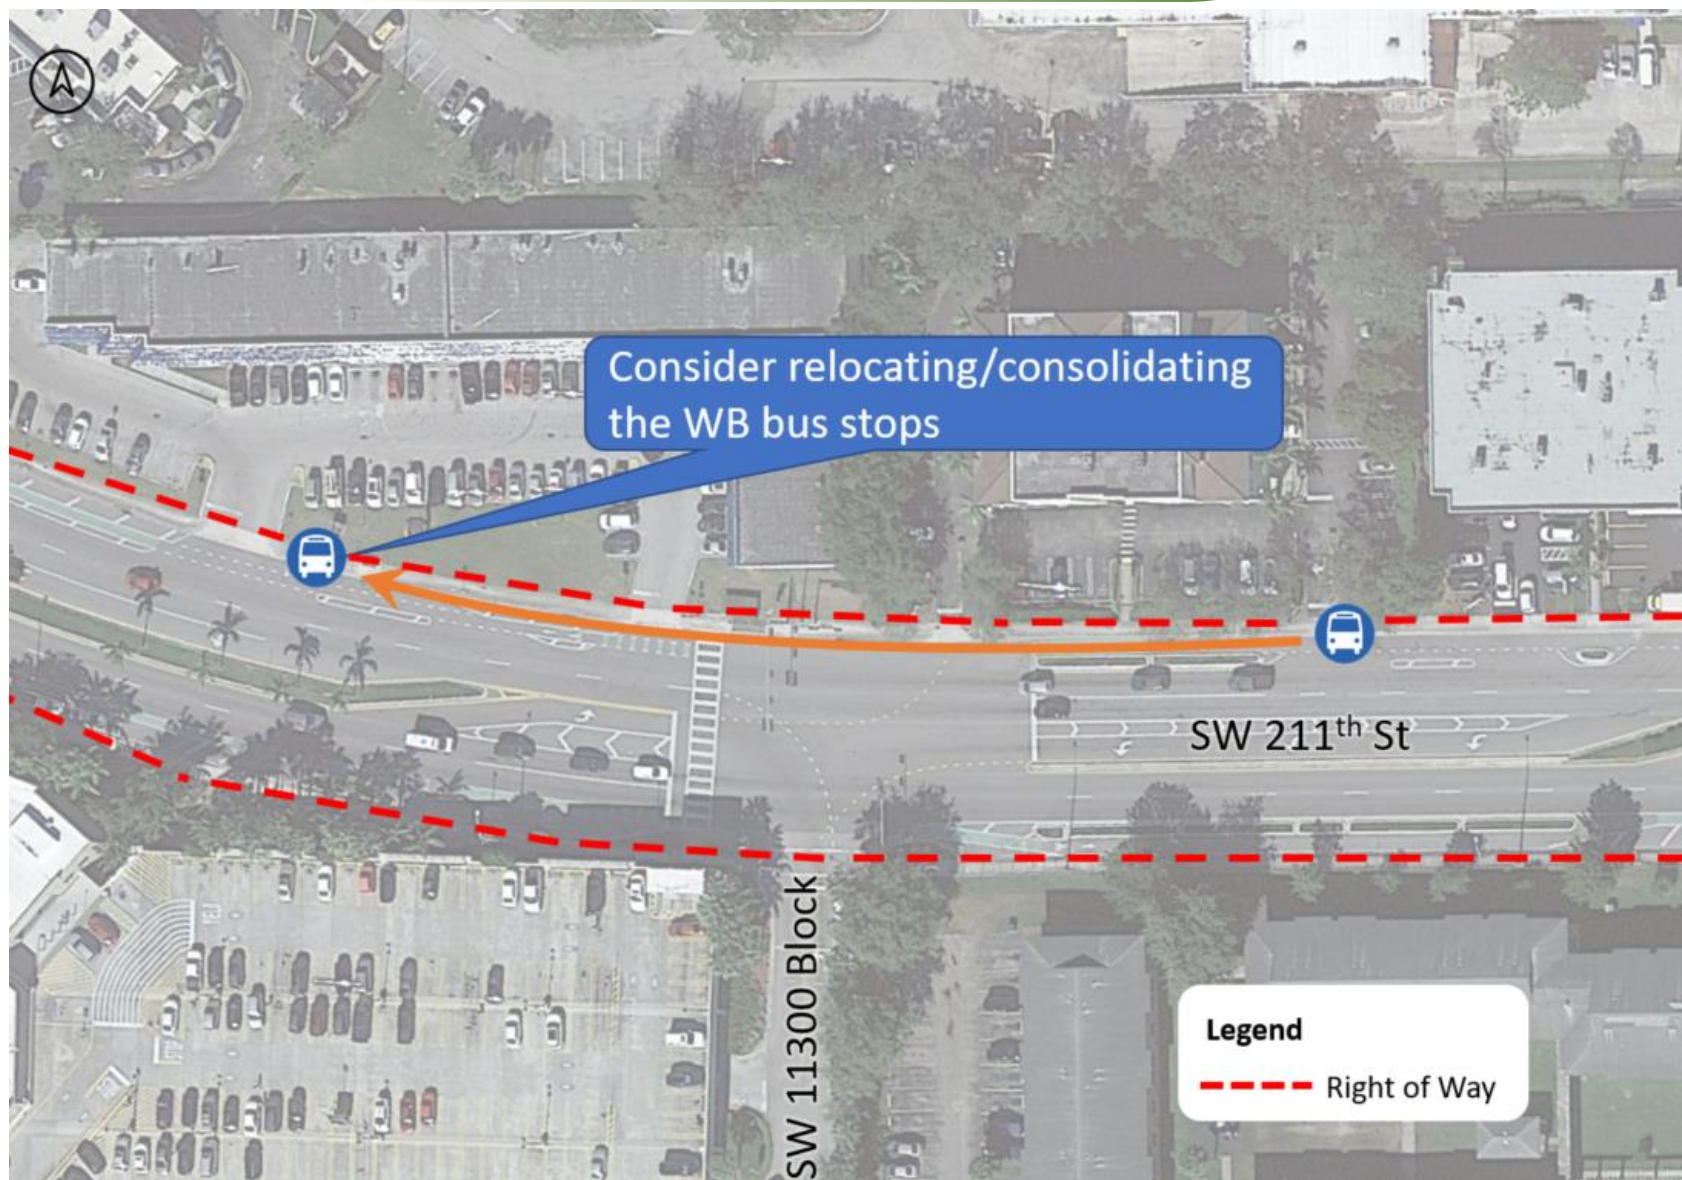 Consider relocating/consolidating
the WB bus stops
SW 211th St
SW 11300 Block
Legend
Right of Way